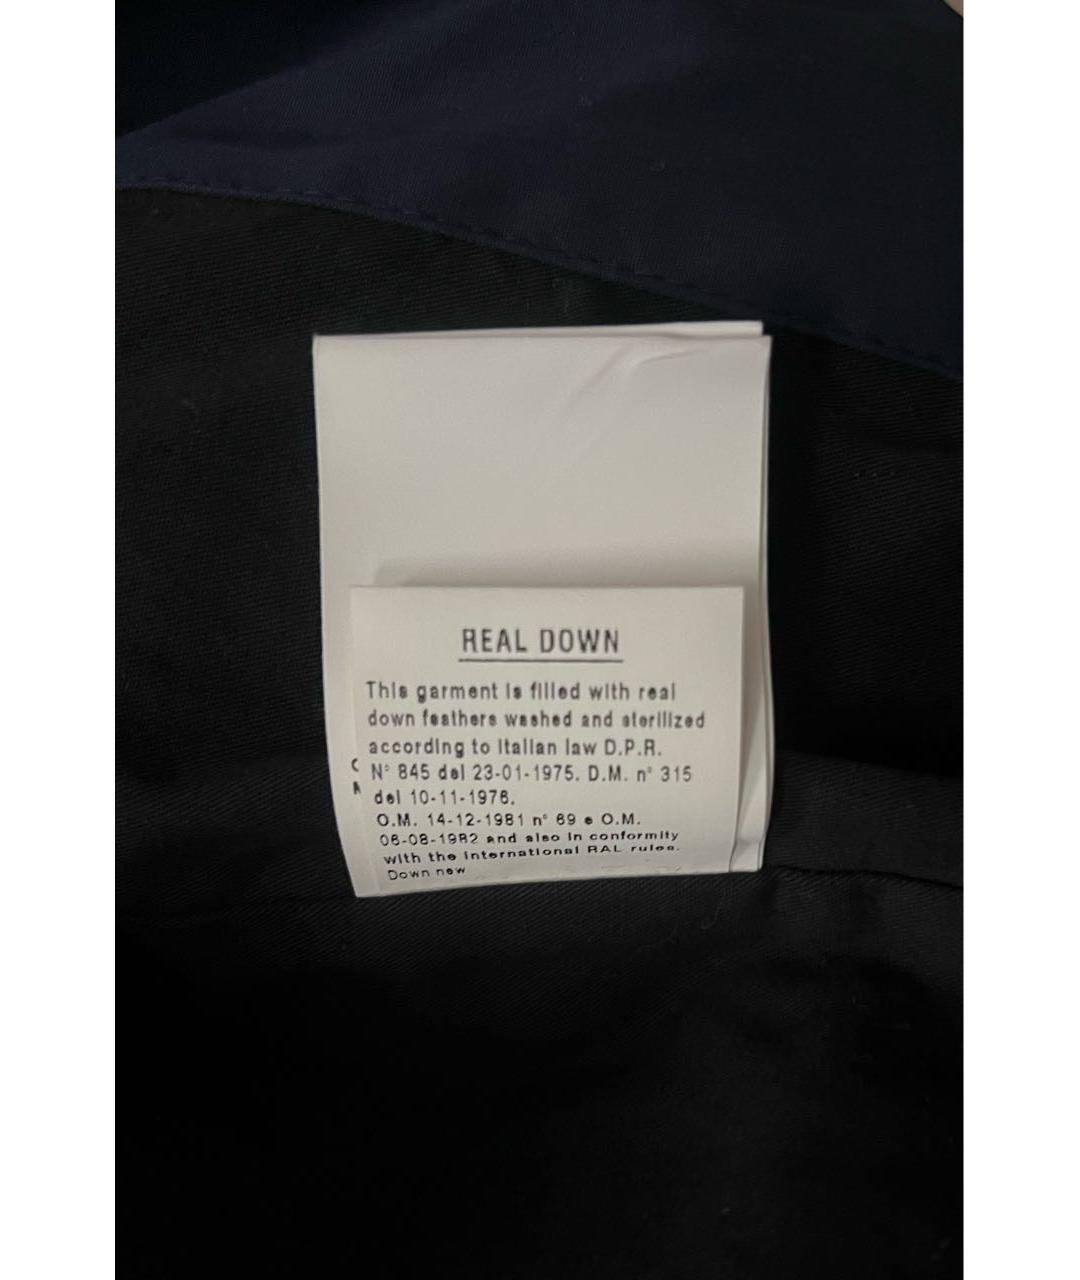 REAL DOWN
This garment is filled with real
down feathers washed and sterilized
according to Italian law D.P.R.
N° 845 del 23-01-1975. D.M. n° 315
del 10-11-1976.
O.M. 14-12-1981 n° 69 e O.M.
06-08-1982 and also in conformity
with the international RAL rules.
Down new